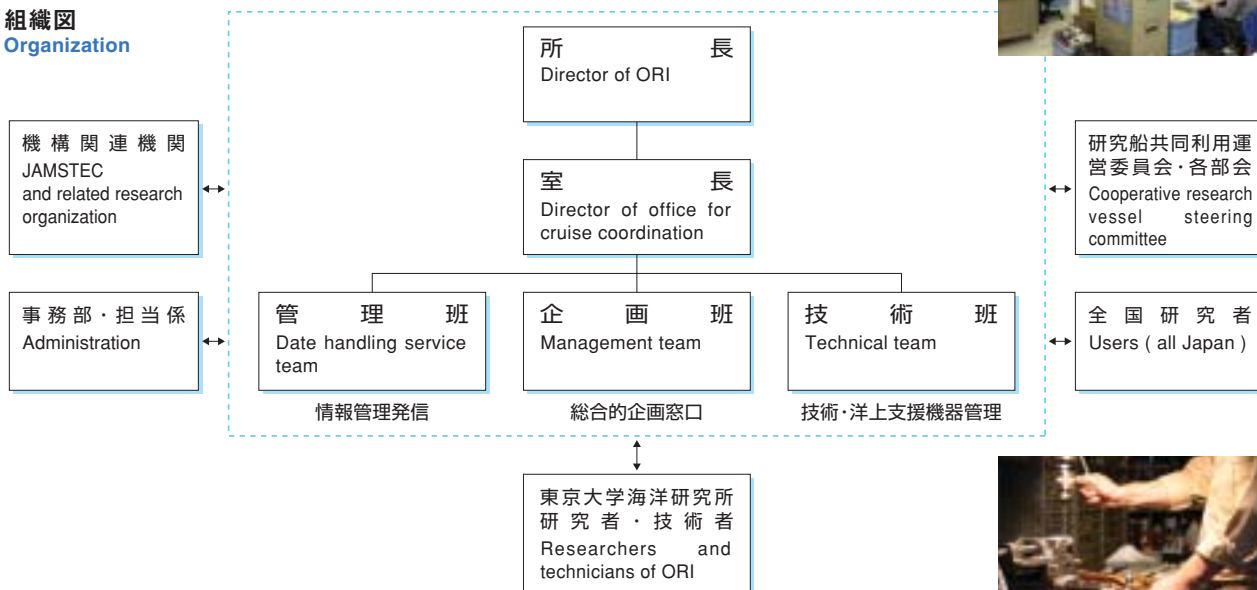 組織図
Organization
所長
Director of ORI
機構関連機関
JAMSTEC
and related research
organization
室長
Director of office for
cruise coordination
研究船共同利用運
営委員会・各部会
Cooperative research
vessel steering
committee
事務部・担当係
Administration
管理班
Date handling service
team
企画班
Management team
技術班
Technical team
全国研究者
Users ( all Japan )
情報管理発信
総合的企画窓口
技術・洋上支援機器管理
東京大学海洋研究所
研究者・技術者
Researchers and
technicians of ORI